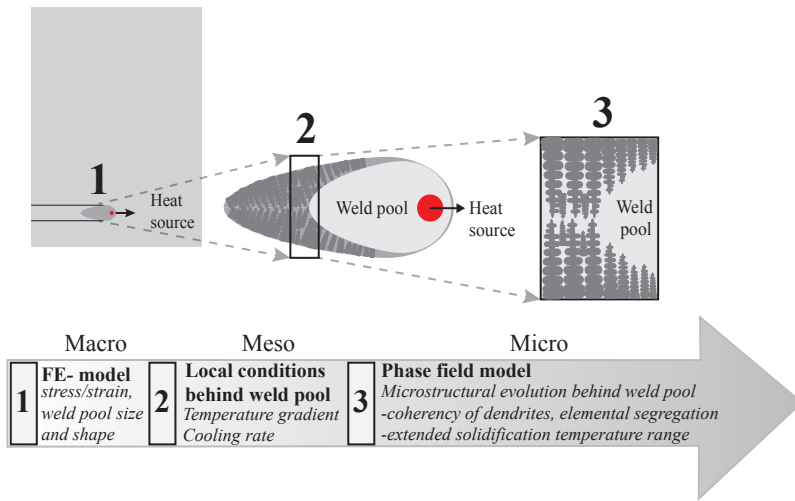 1
Heat
source
2
Weld pool
Heat
source
3
Weld
pool
Macro
Meso
Micro
1
FE- model
stress/strain,
weld pool size
and shape
2
Local conditions
behind weld pool
Temperature gradient
Cooling rate
3
Phase field model
Microstructural evolution behind weld pool
-coherency of dendrites, elemental segregation
-extended solidification temperature range